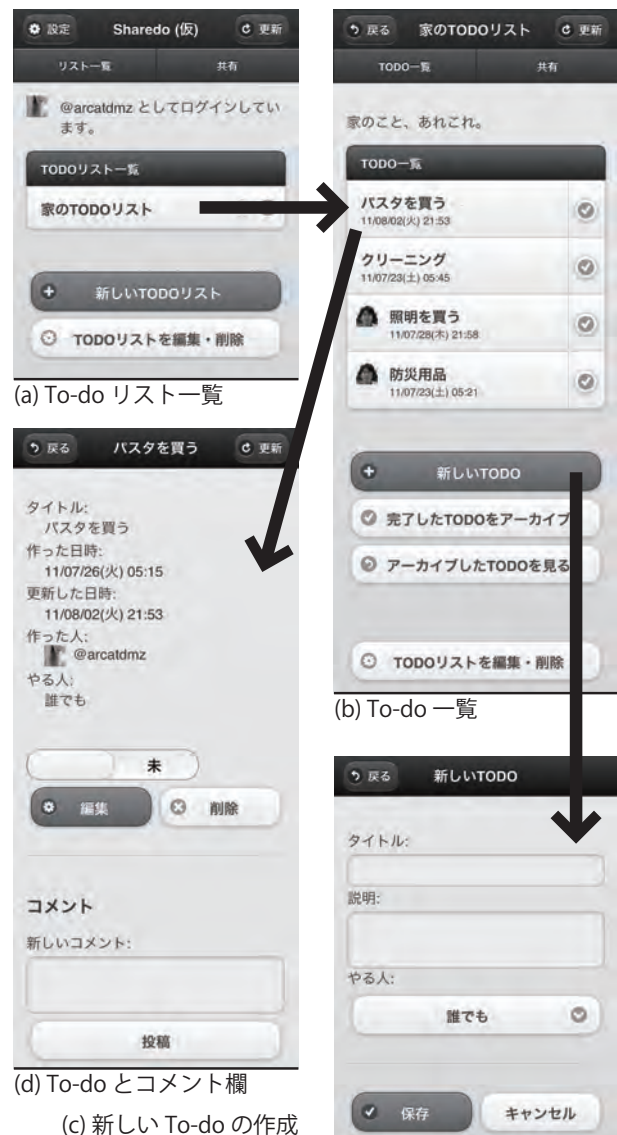 設定 Sharedo (仮) 更新
リスト一覧 共有
@arcatdmz としてログインしてい
ます。
TODOリスト一覧
家のTODOリスト
新しいTODOリスト
TODOリストを編集・削除
(a) To-do リスト一覧
戻る 家のTODOリスト 更新
TODO一覧 共有
家のこと、あれこれ。
TODO一覧
パスタを買う
11/08/02(火) 21:53
クリーニング
11/07/23(土) 05:45
照明を買う
11/07/28(木) 21:58
防災用品
11/07/23(土) 05:21
新しいTODO
完了したTODOをアーカイブ
アーカイブしたTODOを見る
TODOリストを編集・削除
(b) To-do 一覧
戻る パスタを買う 更新
タイトル:
パスタを買う
作った日時:
11/07/26(火) 05:15
更新した日時:
11/08/02(火) 21:53
作った人:
@arcatdmz
やる人:
誰でも
未
編集 削除
コメント
新しいコメント:
投稿
(d) To-do とコメント欄
戻る 新しいTODO
タイトル:
説明:
やる人:
誰でも
保存 キャンセル
(c) 新しい To-do の作成